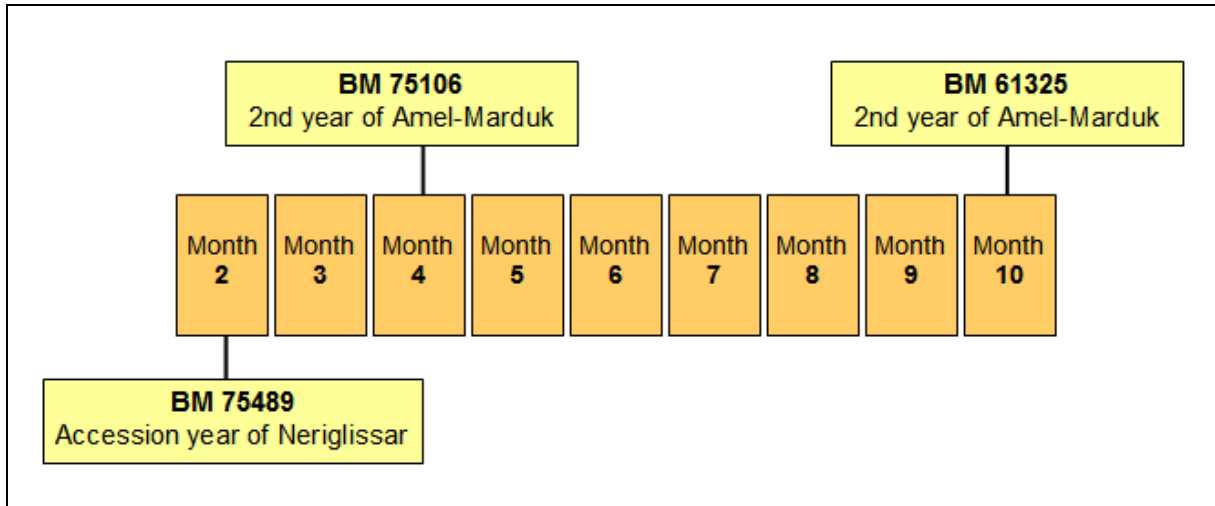 BM 75106
2nd year of Amel-Marduk
BM 61325
2nd year of Amel-Marduk
Month
2
Month
3
Month
4
Month
5
Month
6
Month
7
Month
8
Month
9
Month
10
BM 75489
Accession year of Neriglissar